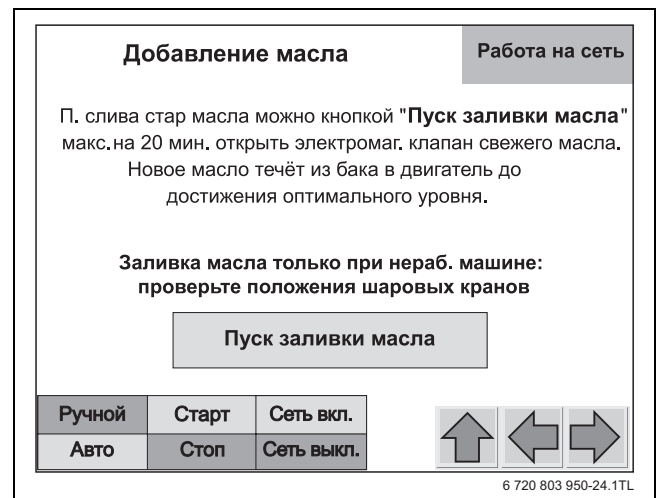 Добавление масла
Работа на сеть
П. слива стар масла можно кнопкой "Пуск заливки масла"
макс.на 20 мин. открыть электромаг. клапан свежего масла.
Новое масло течёт из бака в двигатель до
достижения оптимального уровня.
Заливка масла только при нераб. машине:
проверьте положения шаровых кранов
Пуск заливки масла
Ручной Старт Сеть вкл.
Авто Стоп Сеть выкл.
6 720 803 950-24.1TL